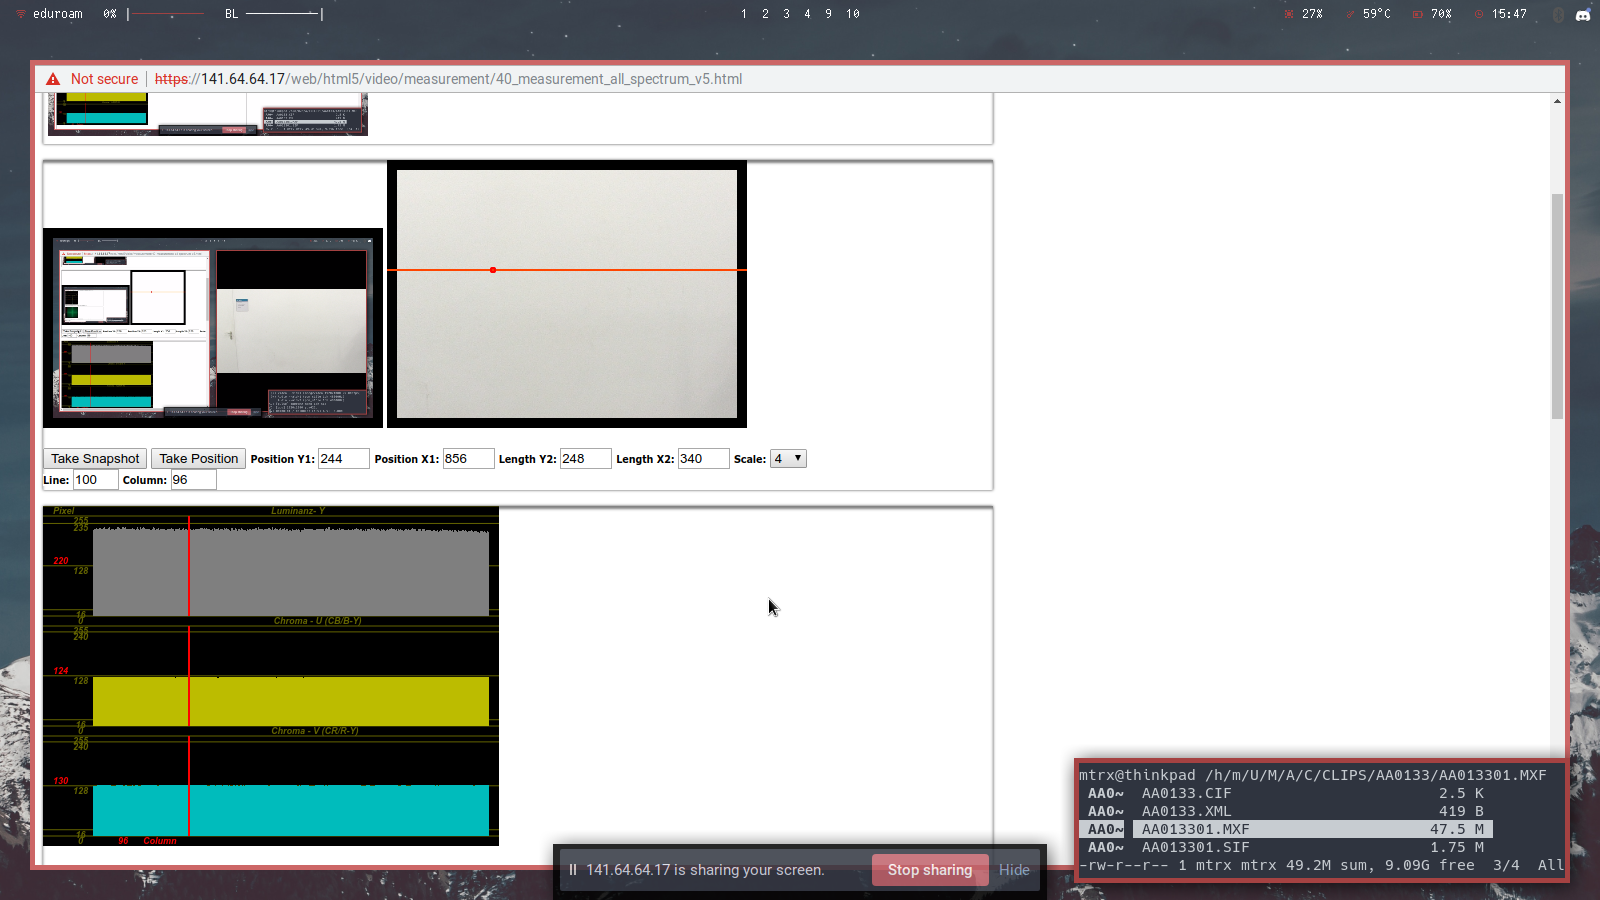 eduroam 0% BL 1 2 3 4 9 10 27% 59°C 70% 15:47
Not secure https://141.64.64.17/web/html5/video/measurement/40_measurement_all_spectrum_v5.html
Take Snapshot Take Position Position Y1: 244 Position X1: 856 Length Y2: 248 Length X2: 340 Scale: 4
Line: 100 Column: 96
Pixel Luminanz- Y
255
235
220
128
16
0
Chroma - U (CB/B-Y)
255
240
124
128
16
0
Chroma - V (CR/R-Y)
255
240
130
128
16
0
96 Column
mtrx@thinkpad /h/m/U/M/A/C/CLIPS/AA0133/AA013301.MXF
AA0~ AA0133.CIF 2.5 K
AA0~ AA0133.XML 419 B
AA0~ AA013301.MXF 47.5 M
AA0~ AA013301.SIF 1.75 M
-rw-r--r-- 1 mtrx mtrx 49.2M sum, 9.09G free 3/4 All
141.64.64.17 is sharing your screen. Stop sharing Hide